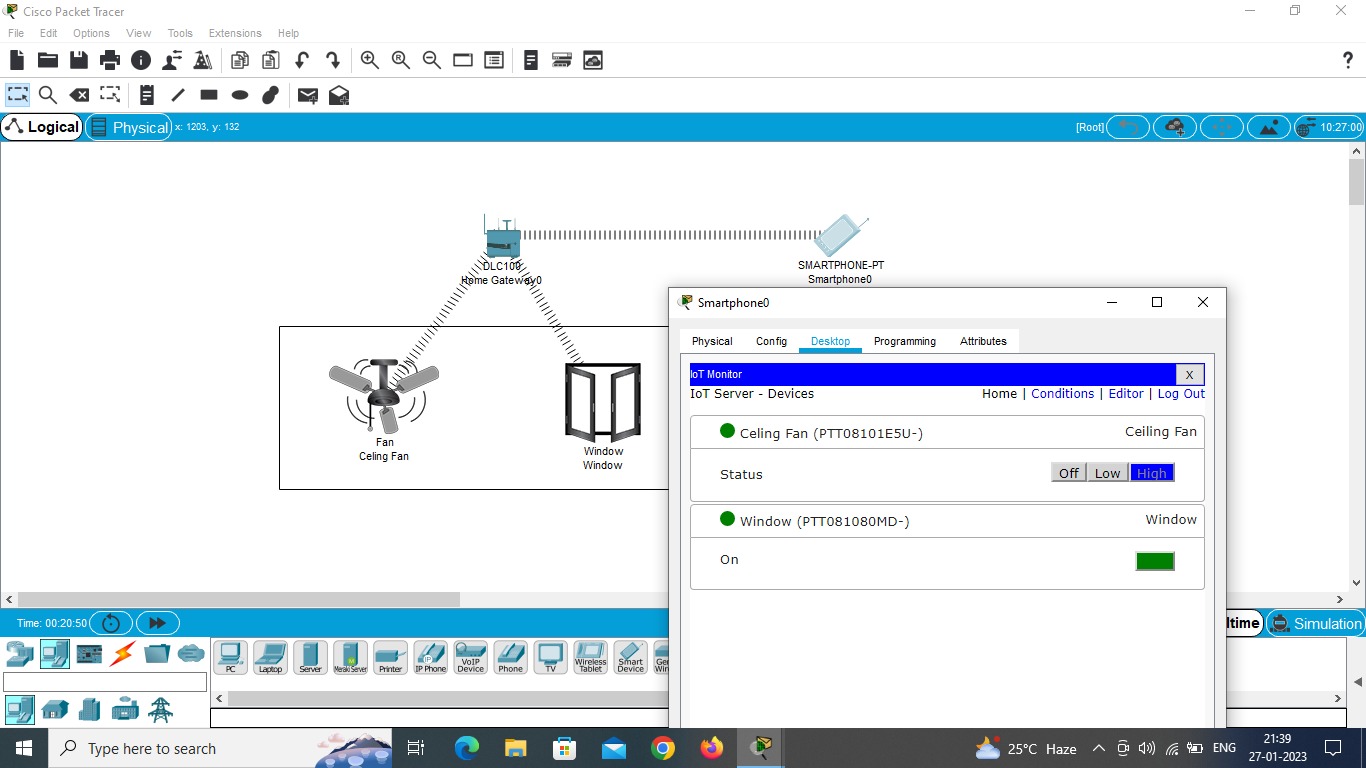 Cisco Packet Tracer
File Edit Options View Tools Extensions Help
Logical Physical x: 1203, y: 132 [Root] 10:27:00
DLC100
Home Gateway0
SMARTPHONE-PT
Smartphone0
Fan
Celing Fan
Window
Window
Smartphone0
Physical Config Desktop Programming Attributes
IoT Monitor X
IoT Server - Devices Home | Conditions | Editor | Log Out
Celing Fan (PTT08101E5U-) Ceiling Fan
Status Off Low High
Window (PTT081080MD-) Window
On
Time: 00:20:50 ltime Simulation
PC Laptop Server Meraki Server Printer IP Phone VoIP Device Phone TV Wireless Tablet Smart Device
Type here to search
25°C Haze ENG
21:39
27-01-2023